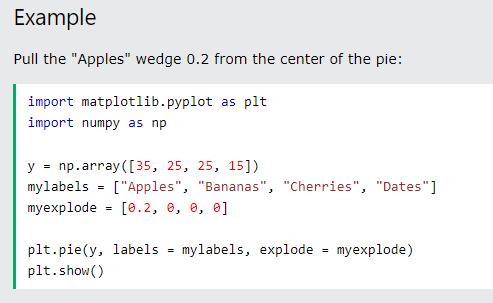 Example
Pull the "Apples" wedge 0.2 from the center of the pie:
import matplotlib.pyplot as plt
import numpy as np
y = np.array([35, 25, 25, 15])
mylabels = ["Apples", "Bananas", "Cherries", "Dates"]
myexplode = [0.2, 0, 0, 0]
plt.pie(y, labels = mylabels, explode = myexplode)
plt.show()